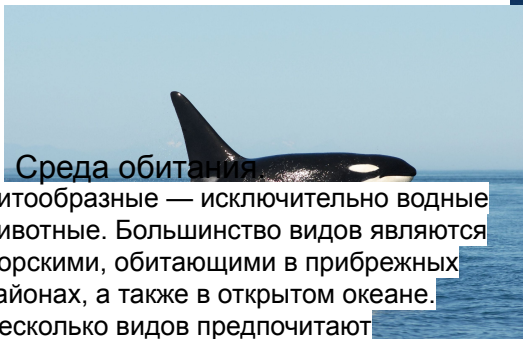 Среда обитания.
итообразные — исключительно водные
ивотные. Большинство видов являются
орскими, обитающими в прибрежных
айонах, а также в открытом океане.
есколько видов предпочитают